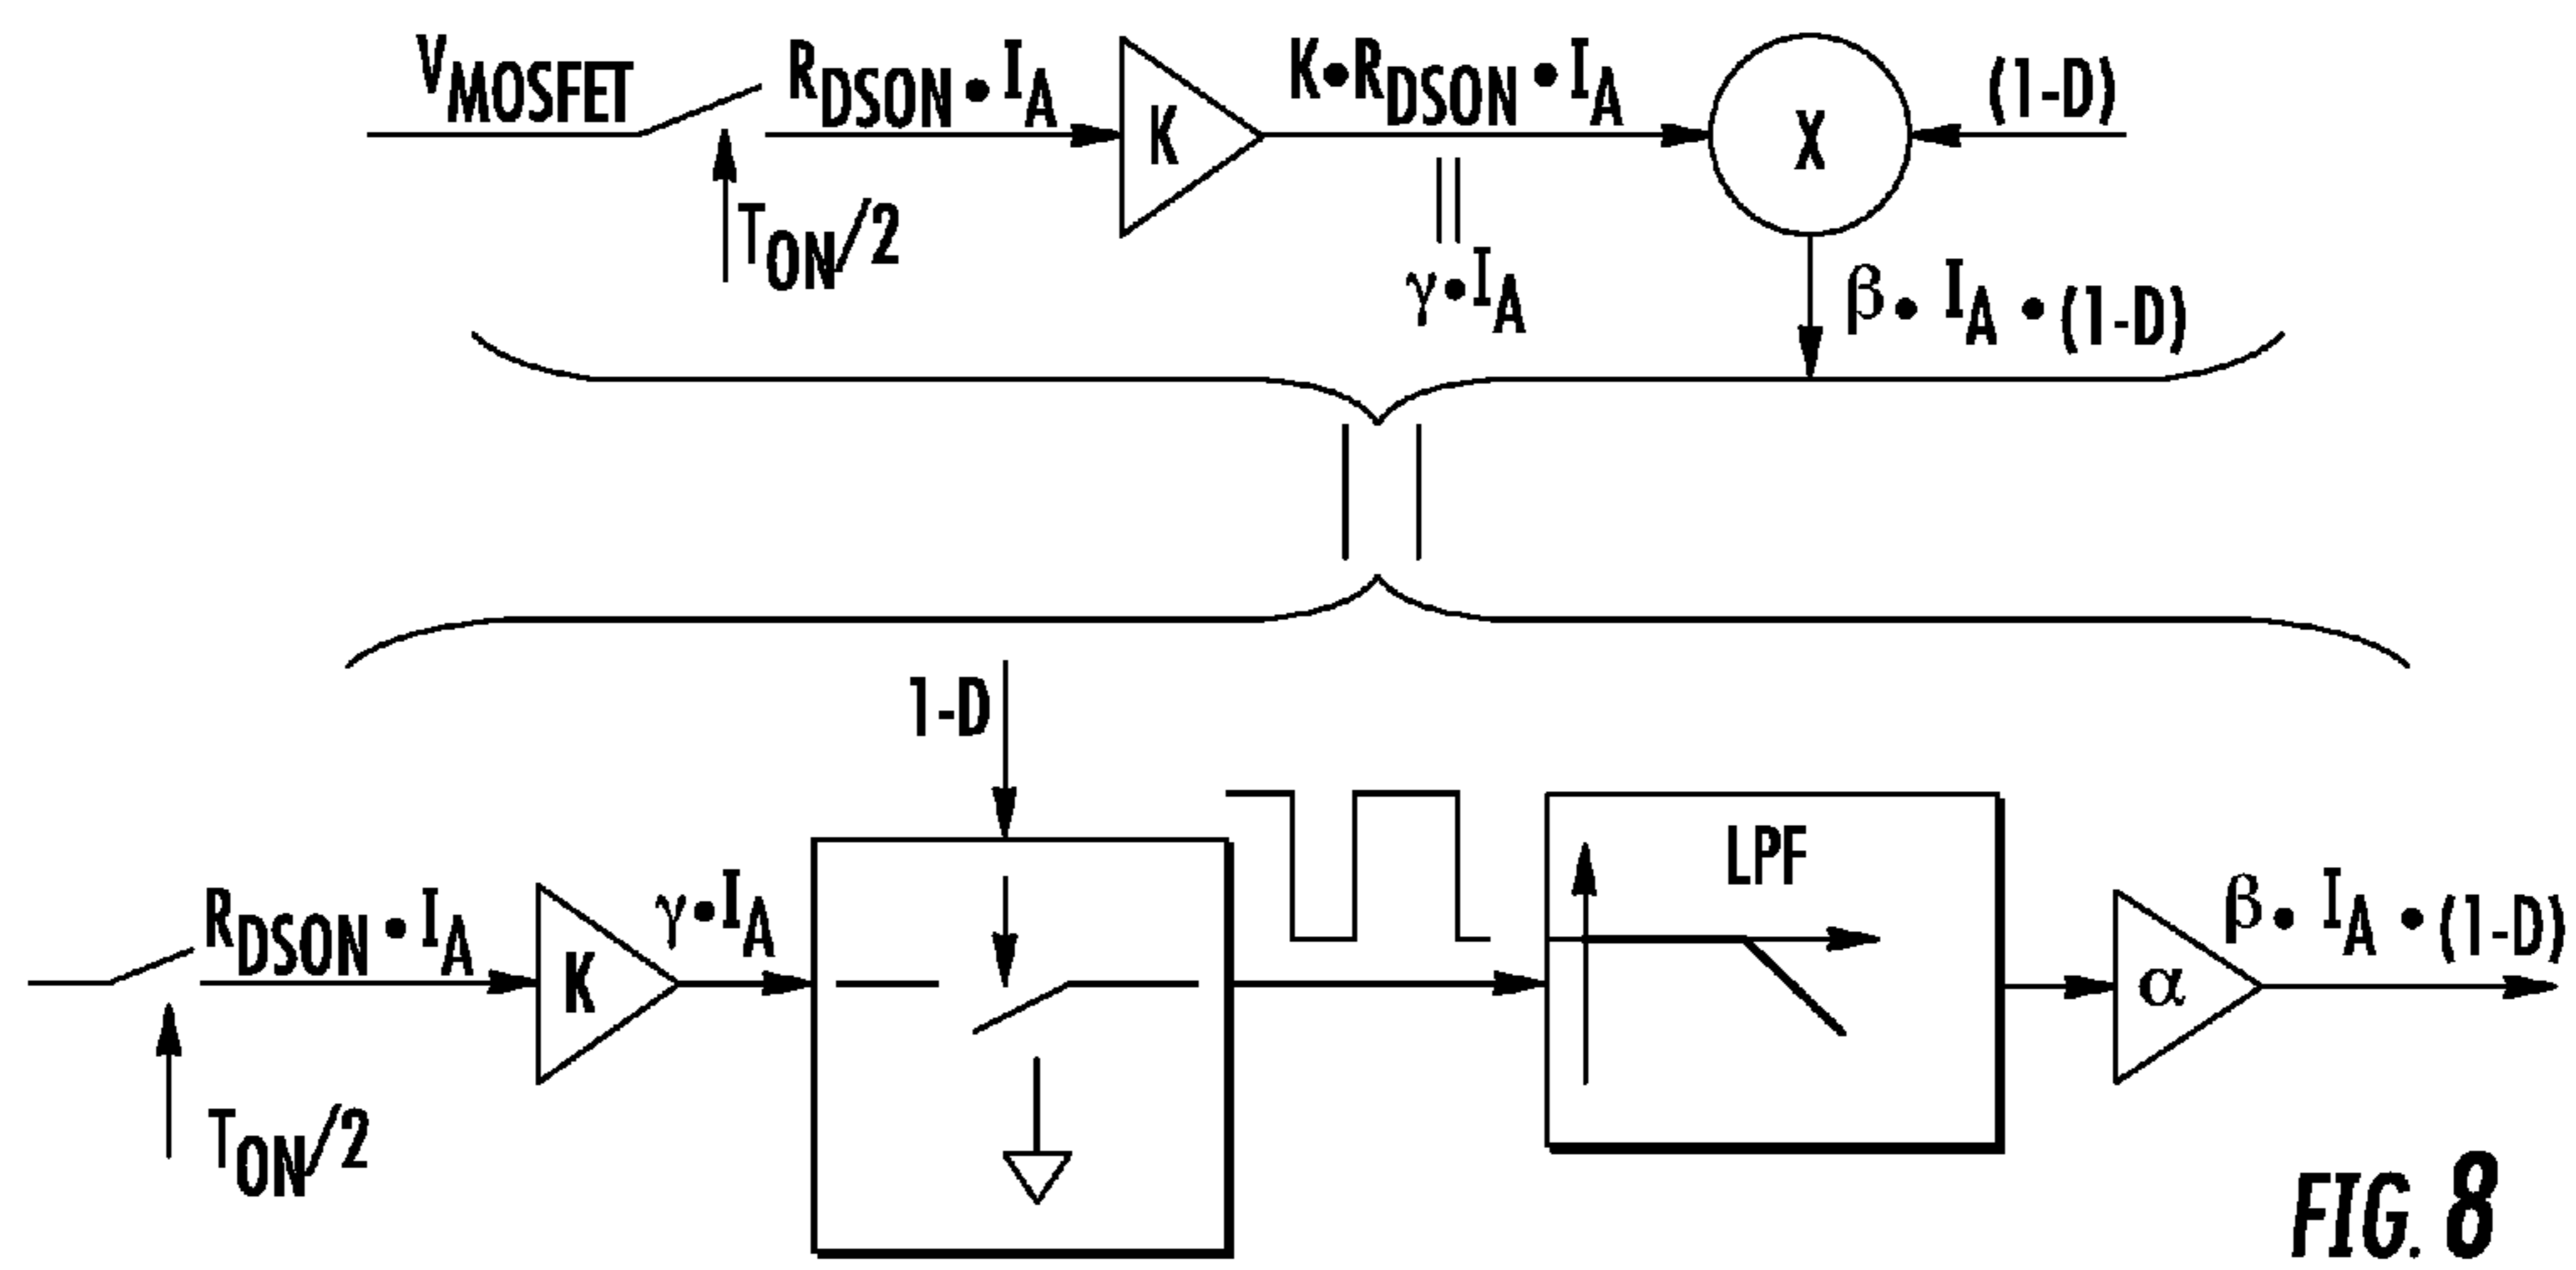 V_MOSFET
R_DSON • I_A
K
K•R_DSON • I_A
X
(1-D)
T_ON/2
γ•I_A
β• I_A •(1-D)
1-D
R_DSON • I_A
K
γ•I_A
LPF
α
β• I_A •(1-D)
T_ON/2
FIG. 8